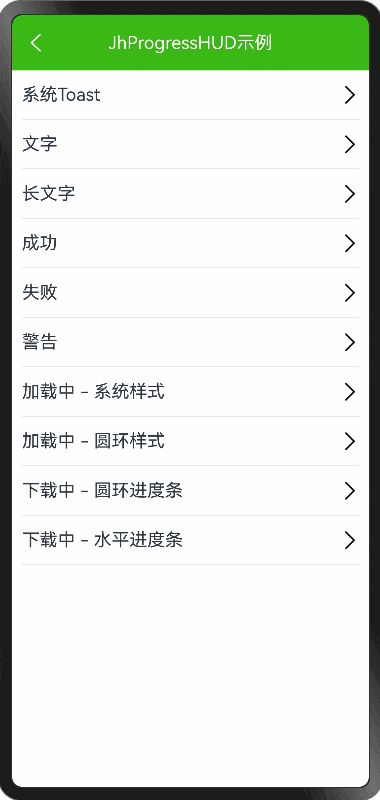 JhProgressHUD示例
系统Toast
文字
长文字
成功
失败
警告
加载中 - 系统样式
加载中 - 圆环样式
下载中 - 圆环进度条
下载中 - 水平进度条